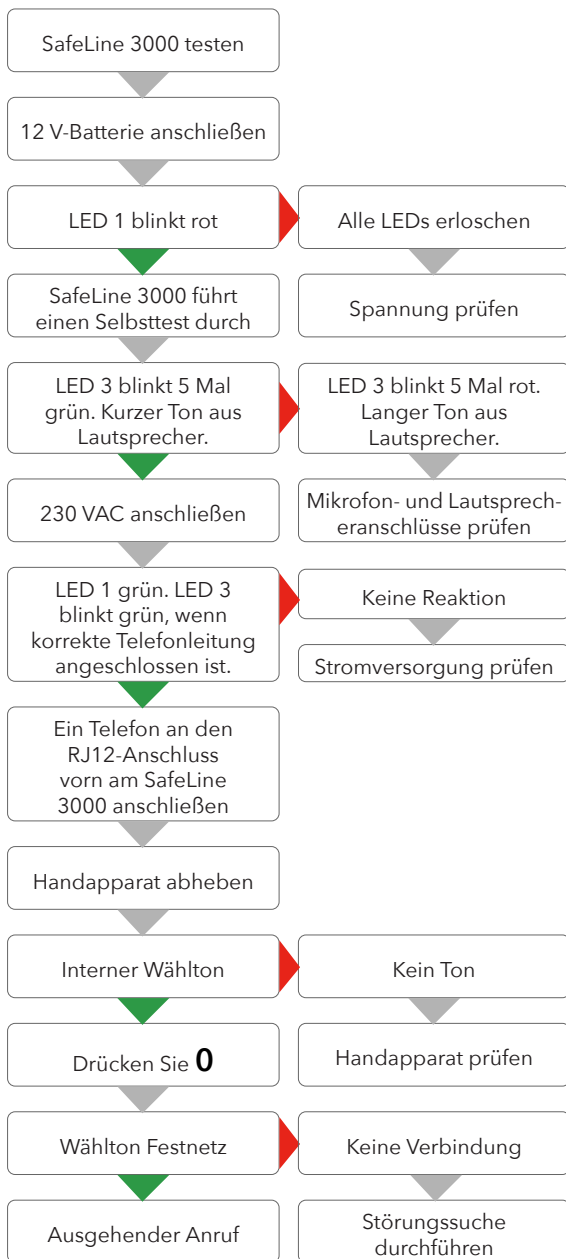 SafeLine 3000 testen
12 V-Batterie anschließen
LED 1 blinkt rot
Alle LEDs erloschen
SafeLine 3000 führt
einen Selbsttest durch
Spannung prüfen
LED 3 blinkt 5 Mal
grün. Kurzer Ton aus
Lautsprecher.
LED 3 blinkt 5 Mal rot.
Langer Ton aus
Lautsprecher.
230 VAC anschließen
Mikrofon- und Lautsprech-
eranschlüsse prüfen
LED 1 grün. LED 3
blinkt grün, wenn
korrekte Telefonleitung
angeschlossen ist.
Keine Reaktion
Stromversorgung prüfen
Ein Telefon an den
RJ12-Anschluss
vorn am SafeLine
3000 anschließen
Handapparat abheben
Interner Wählton
Kein Ton
Drücken Sie 0
Handapparat prüfen
Wählton Festnetz
Keine Verbindung
Ausgehender Anruf
Störungssuche
durchführen